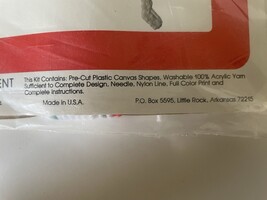 ENT
This Kit Contains: Pre-Cut Plastic Canvas Shapes, Washable 100% Acrylic Yarn
Sufficient to Complete Design, Needle, Nylon Line, Full Color Print and
Complete Instructions.
Made in U.S.A. P.O. Box 5595, Little Rock, Arkansas 72215